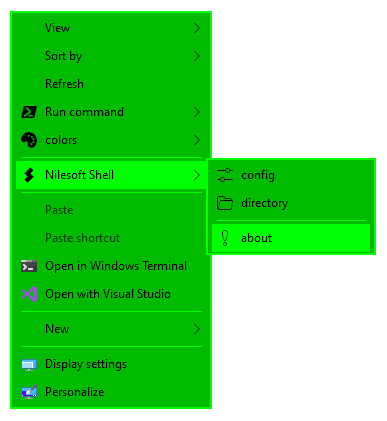 View
Sort by
Refresh
Run command
colors
Nilesoft Shell
config
directory
about
Paste
Paste shortcut
Open in Windows Terminal
Open with Visual Studio
New
Display settings
Personalize